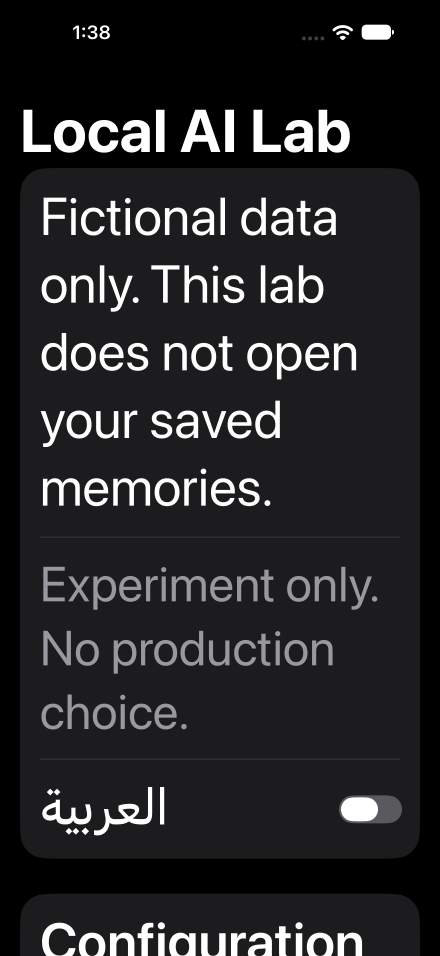 1:38
Local AI Lab
Fictional data
only. This lab
does not open
your saved
memories.
Experiment only.
No production
choice.
العربية
Configuration